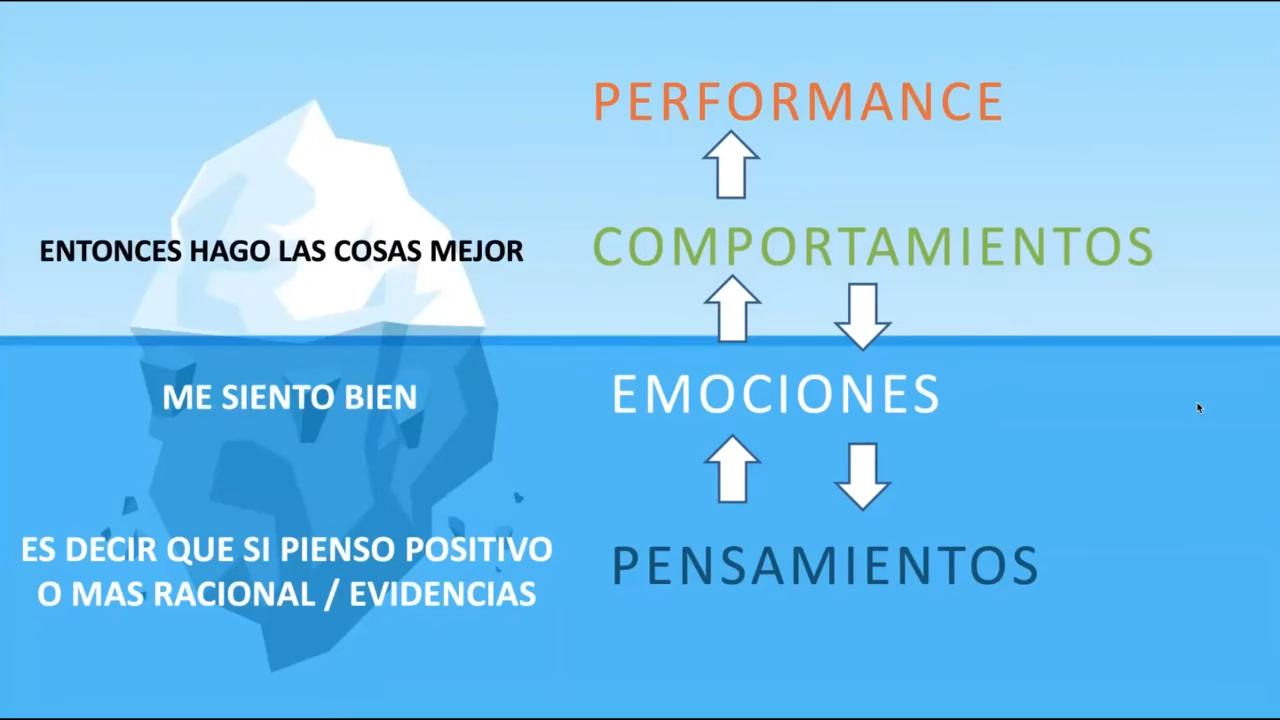 PERFORMANCE
ENTONCES HAGO LAS COSAS MEJOR
COMPORTAMIENTOS
ME SIENTO BIEN
EMOCIONES
ES DECIR QUE SI PIENSO POSITIVO
O MAS RACIONAL / EVIDENCIAS
PENSAMIENTOS